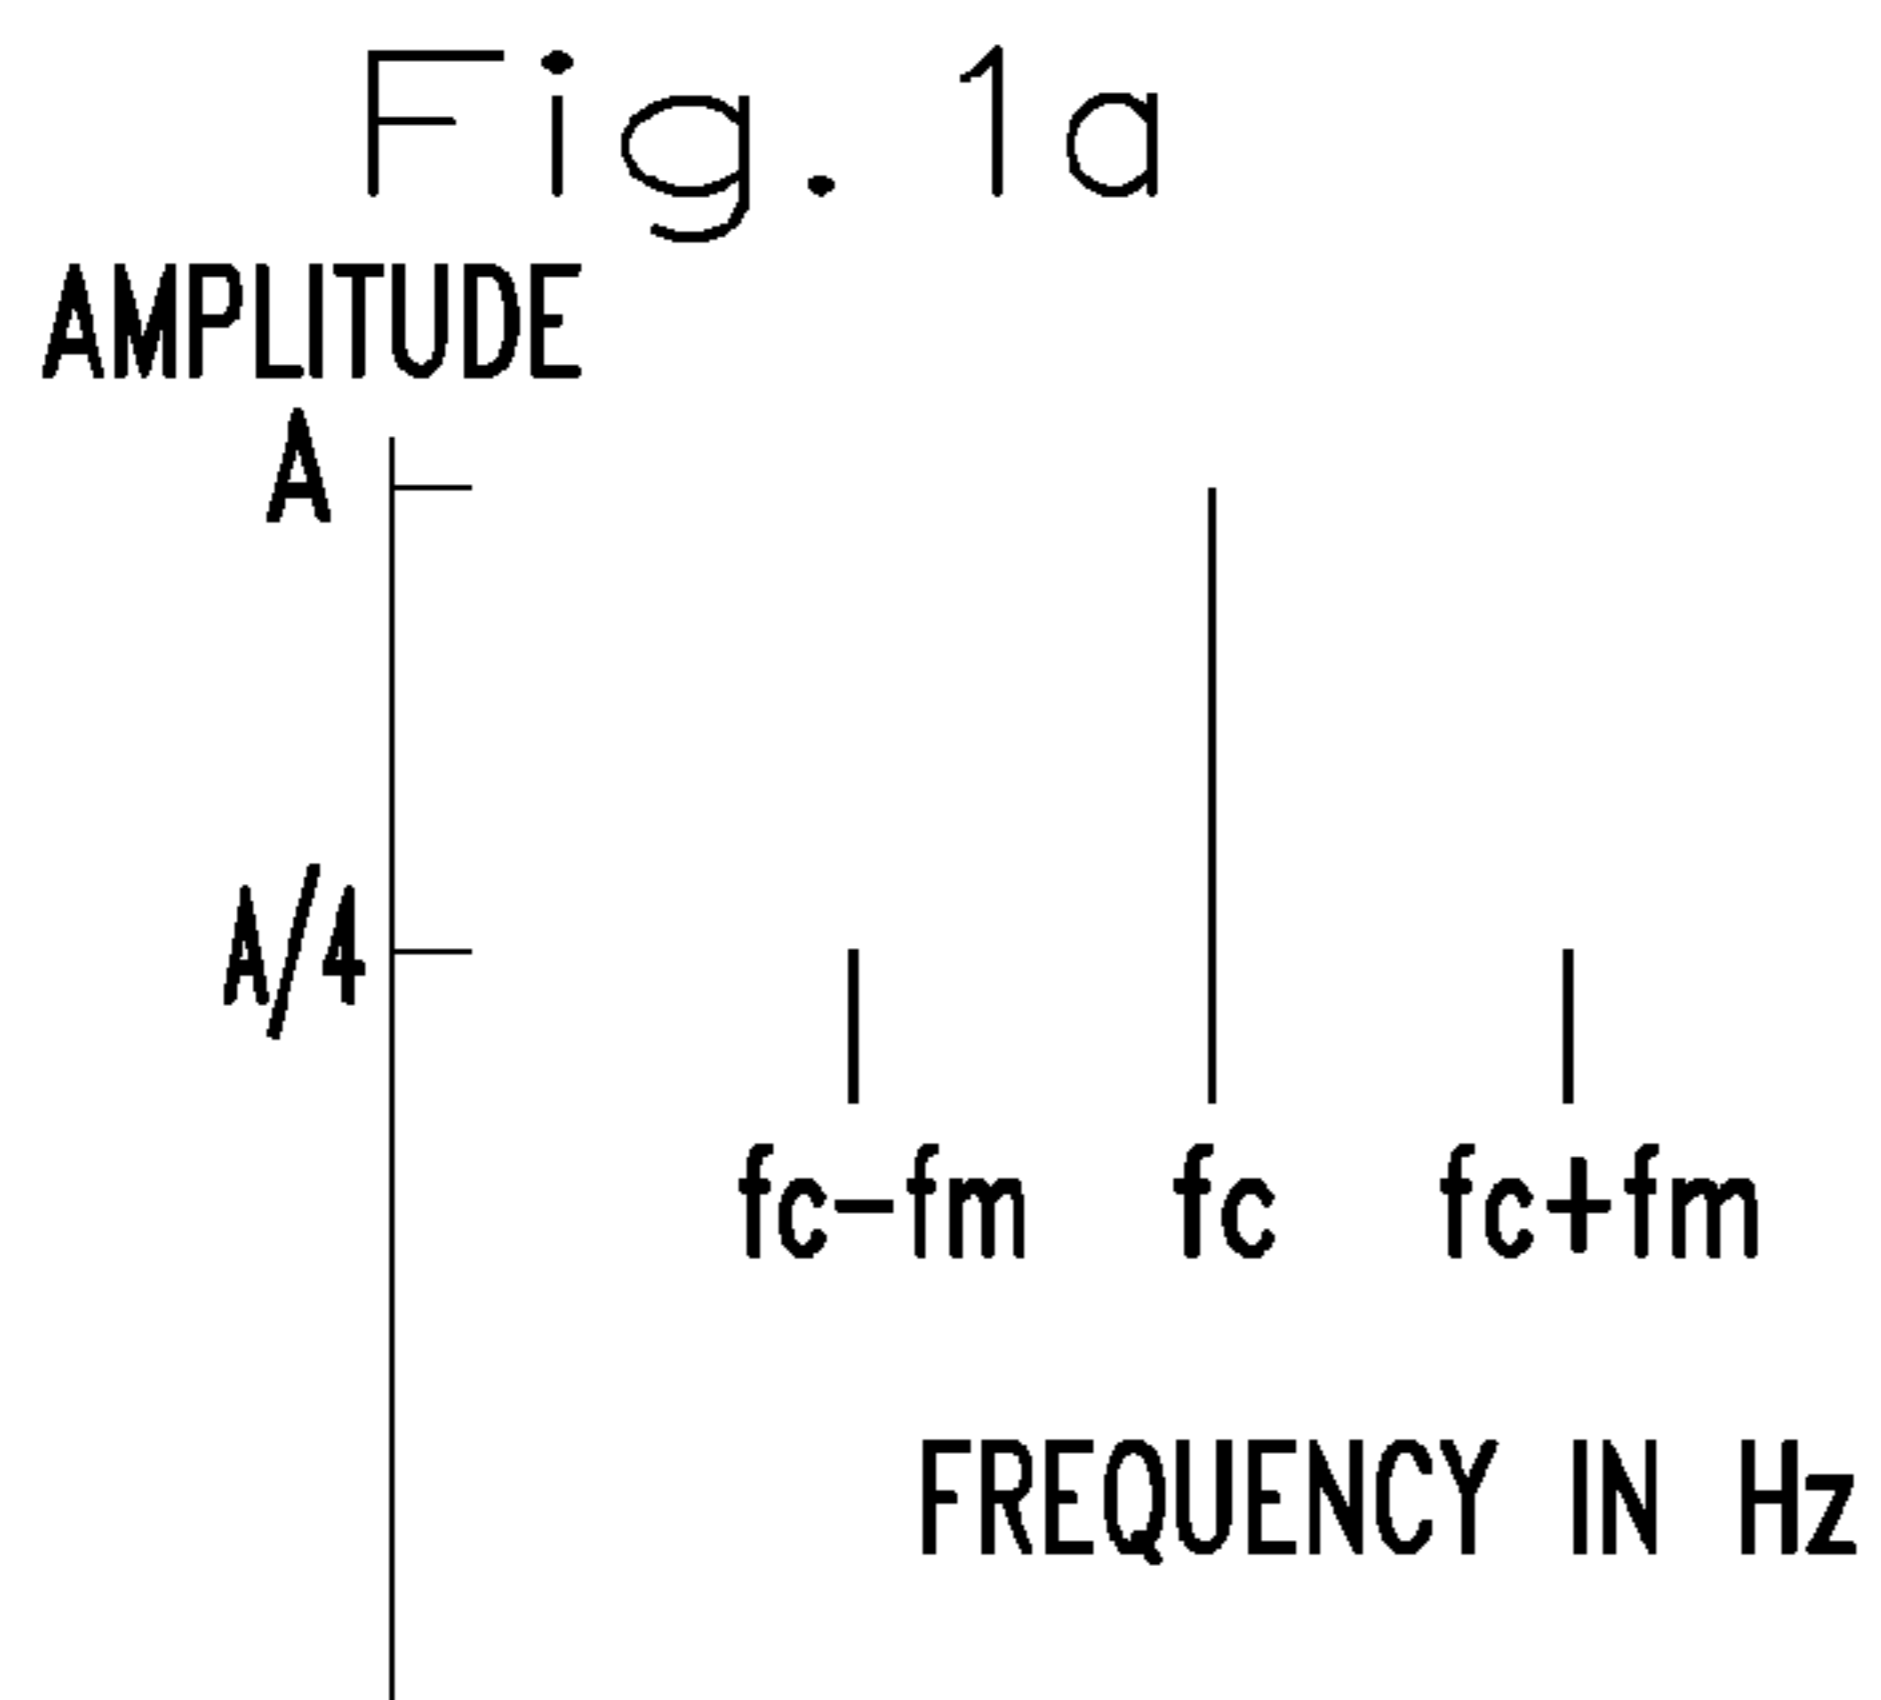 Fig. 1a
AMPLITUDE
A
A/4
fc-fm fc fc+fm
FREQUENCY IN Hz